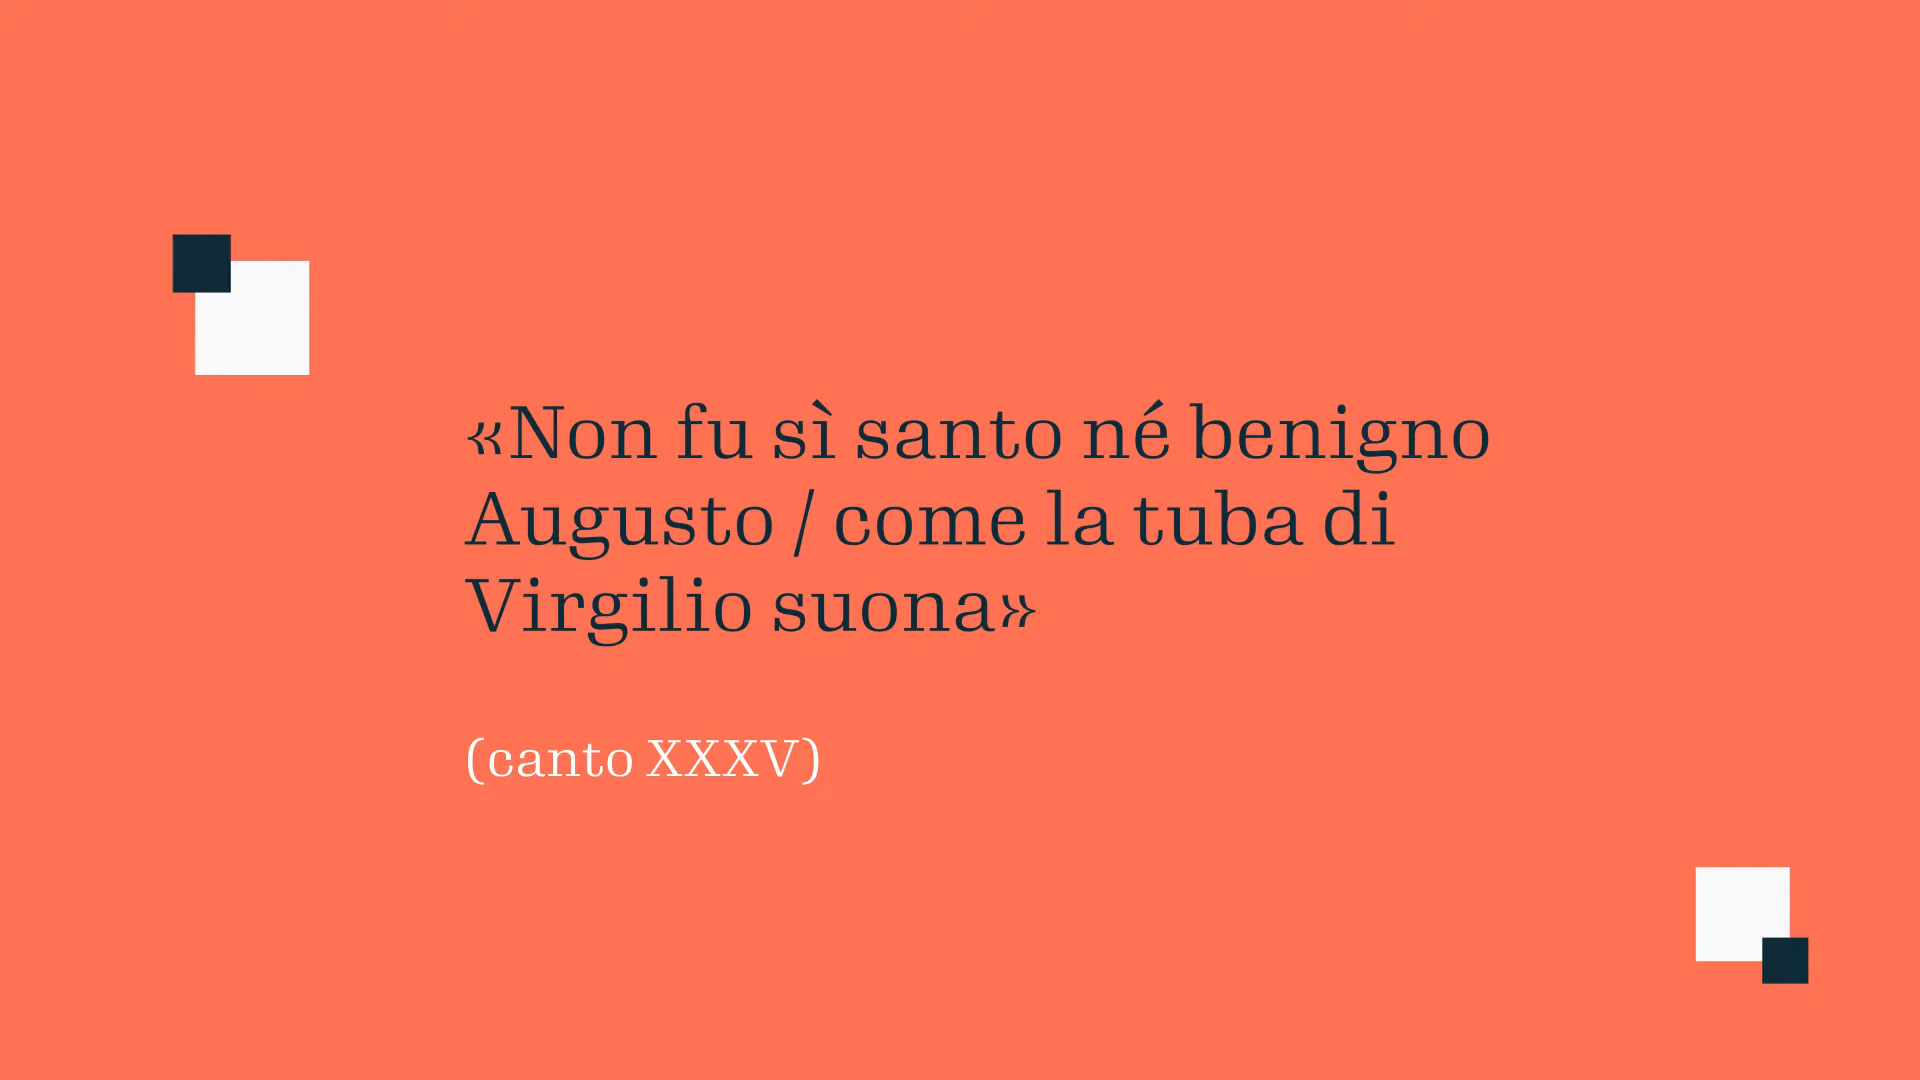 «Non fu sì santo né benigno
Augusto / come la tuba di
Virgilio suona»
(canto XXXV)